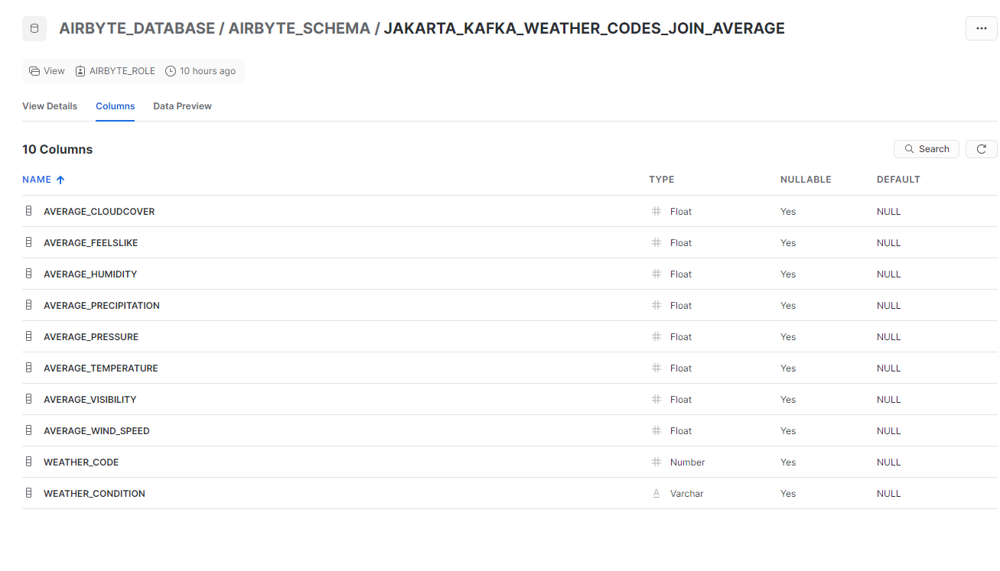 AIRBYTE_DATABASE / AIRBYTE_SCHEMA / JAKARTA_KAFKA_WEATHER_CODES_JOIN_AVERAGE
View AIRBYTE_ROLE 10 hours ago
View Details Columns Data Preview
10 Columns Search
NAME TYPE NULLABLE DEFAULT
AVERAGE_CLOUDCOVER Float Yes NULL
AVERAGE_FEELSLIKE Float Yes NULL
AVERAGE_HUMIDITY Float Yes NULL
AVERAGE_PRECIPITATION Float Yes NULL
AVERAGE_PRESSURE Float Yes NULL
AVERAGE_TEMPERATURE Float Yes NULL
AVERAGE_VISIBILITY Float Yes NULL
AVERAGE_WIND_SPEED Float Yes NULL
WEATHER_CODE Number Yes NULL
WEATHER_CONDITION Varchar Yes NULL